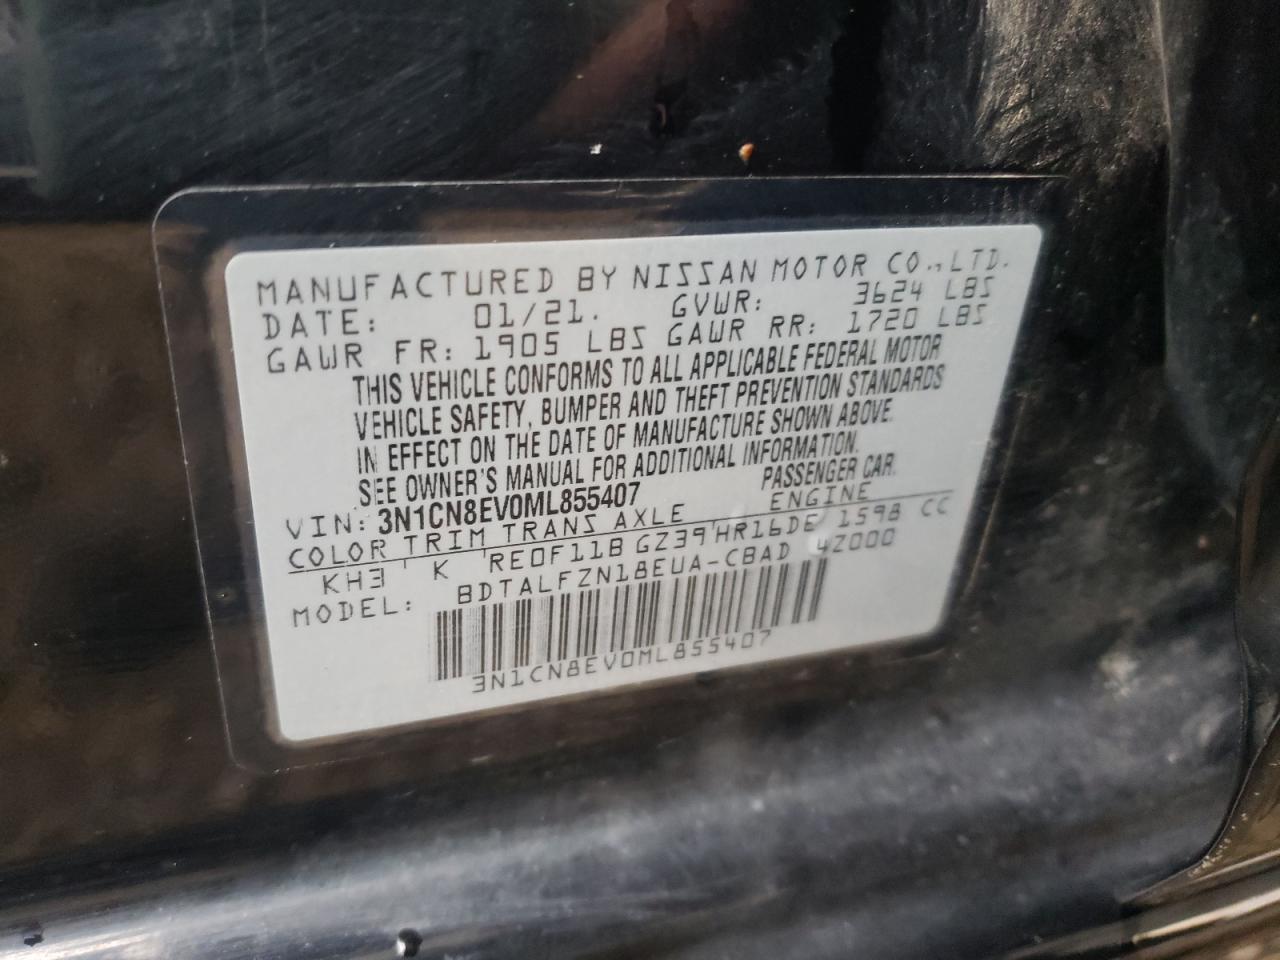 MANUFACTURED BY NISSAN MOTOR CO., LTD.
DATE: 01/21. GVWR: 3624 LBS
GAWR FR: 1905 LBS GAWR RR: 1720 LBS
THIS VEHICLE CONFORMS TO ALL APPLICABLE FEDERAL MOTOR
VEHICLE SAFETY, BUMPER AND THEFT PREVENTION STANDARDS
IN EFFECT ON THE DATE OF MANUFACTURE SHOWN ABOVE.
SEE OWNER'S MANUAL FOR ADDITIONAL INFORMATION.
VIN: 3N1CN8EV0ML855407 PASSENGER CAR.
COLOR TRIM TRANS AXLE ENGINE
KH3 K RE0F11B GZ39 HR16DE 1598 CC
MODEL: BDTALFZN18EUA-CBAD 4Z000
3N1CN8EV0ML855407